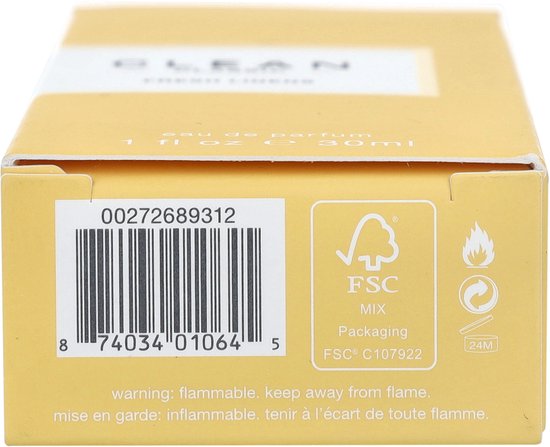 CLEAN
CLASSIC
FRESH LINENS
eau de parfum
1 fl oz e 30ml
00272689312
8 74034 01064 5
FSC
MIX
Packaging
FSC® C107922
24M
warning: flammable. keep away from flame.
mise en garde: inflammable. tenir à l'écart de toute flamme.